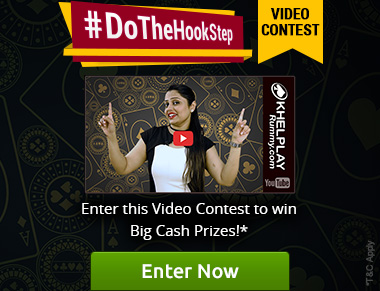 #DoTheHookStep
VIDEO
CONTEST
KHELPLAY
Rummy.com
YouTube
Enter this Video Contest to win
Big Cash Prizes!*
Enter Now
*T&C Apply